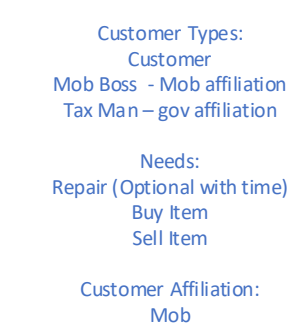 Customer Types:
Customer
Mob Boss  - Mob affiliation
Tax Man – gov affiliation
Needs:
Repair (Optional with time)
Buy Item
Sell Item
Customer Affiliation:
Mob